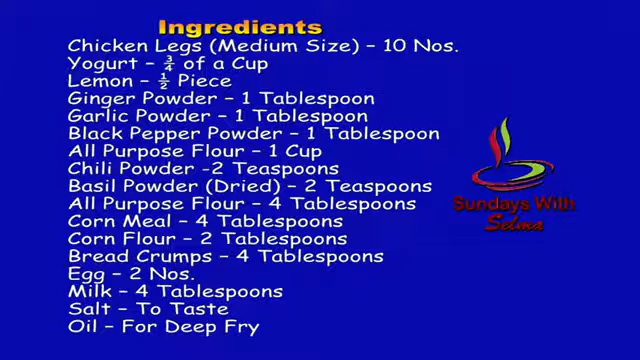 Ingredients
Chicken Legs (Medium Size) – 10 Nos.
Yogurt – ¾ of a Cup
Lemon – ½ Piece
Ginger Powder – 1 Tablespoon
Garlic Powder – 1 Tablespoon
Black Pepper Powder – 1 Tablespoon
All Purpose Flour – 1 Cup
Chili Powder -2 Teaspoons
Basil Powder (Dried) – 2 Teaspoons
All Purpose Flour – 4 Tablespoons
Corn Meal – 4 Tablespoons
Corn Flour – 2 Tablespoons
Bread Crumps – 4 Tablespoons
Egg – 2 Nos.
Milk – 4 Tablespoons
Salt – To Taste
Oil – For Deep Fry
Sundays With
Selma